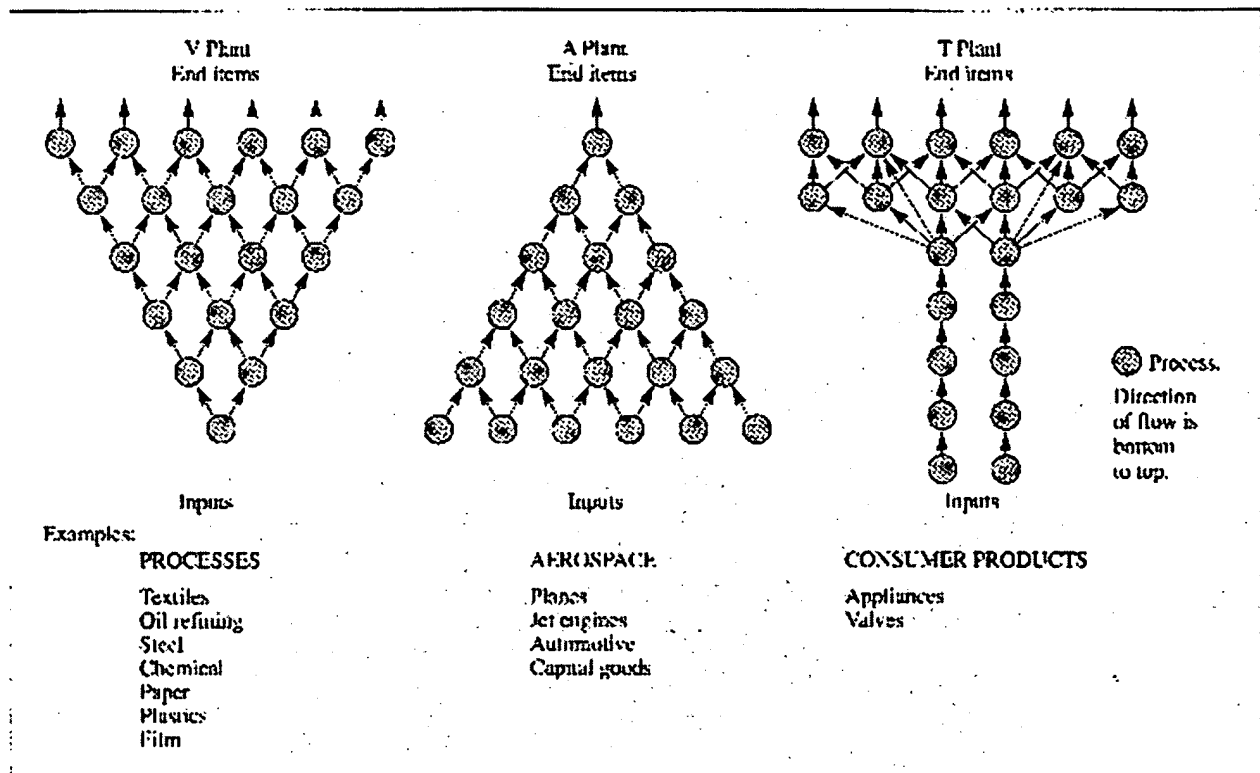 V Plant
End items
A Plant
End items
T Plant
End items
Process.
Direction
of flow is
bottom
to top.
Inputs
Inputs
Inputs
Examples:
PROCESSES
Textiles
Oil refining
Steel
Chemical
Paper
Plastics
Film
AEROSPACE
Planes
Jet engines
Automotive
Capital goods
CONSUMER PRODUCTS
Appliances
Valves